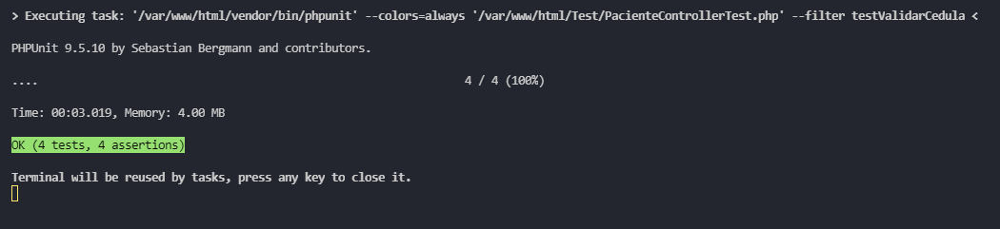 > Executing task: '/var/www/html/vendor/bin/phpunit' --colors=always '/var/www/html/Test/PacienteControllerTest.php' --filter testValidarCedula <
PHPUnit 9.5.10 by Sebastian Bergmann and contributors.
.... 4 / 4 (100%)
Time: 00:03.019, Memory: 4.00 MB
OK (4 tests, 4 assertions)
Terminal will be reused by tasks, press any key to close it.